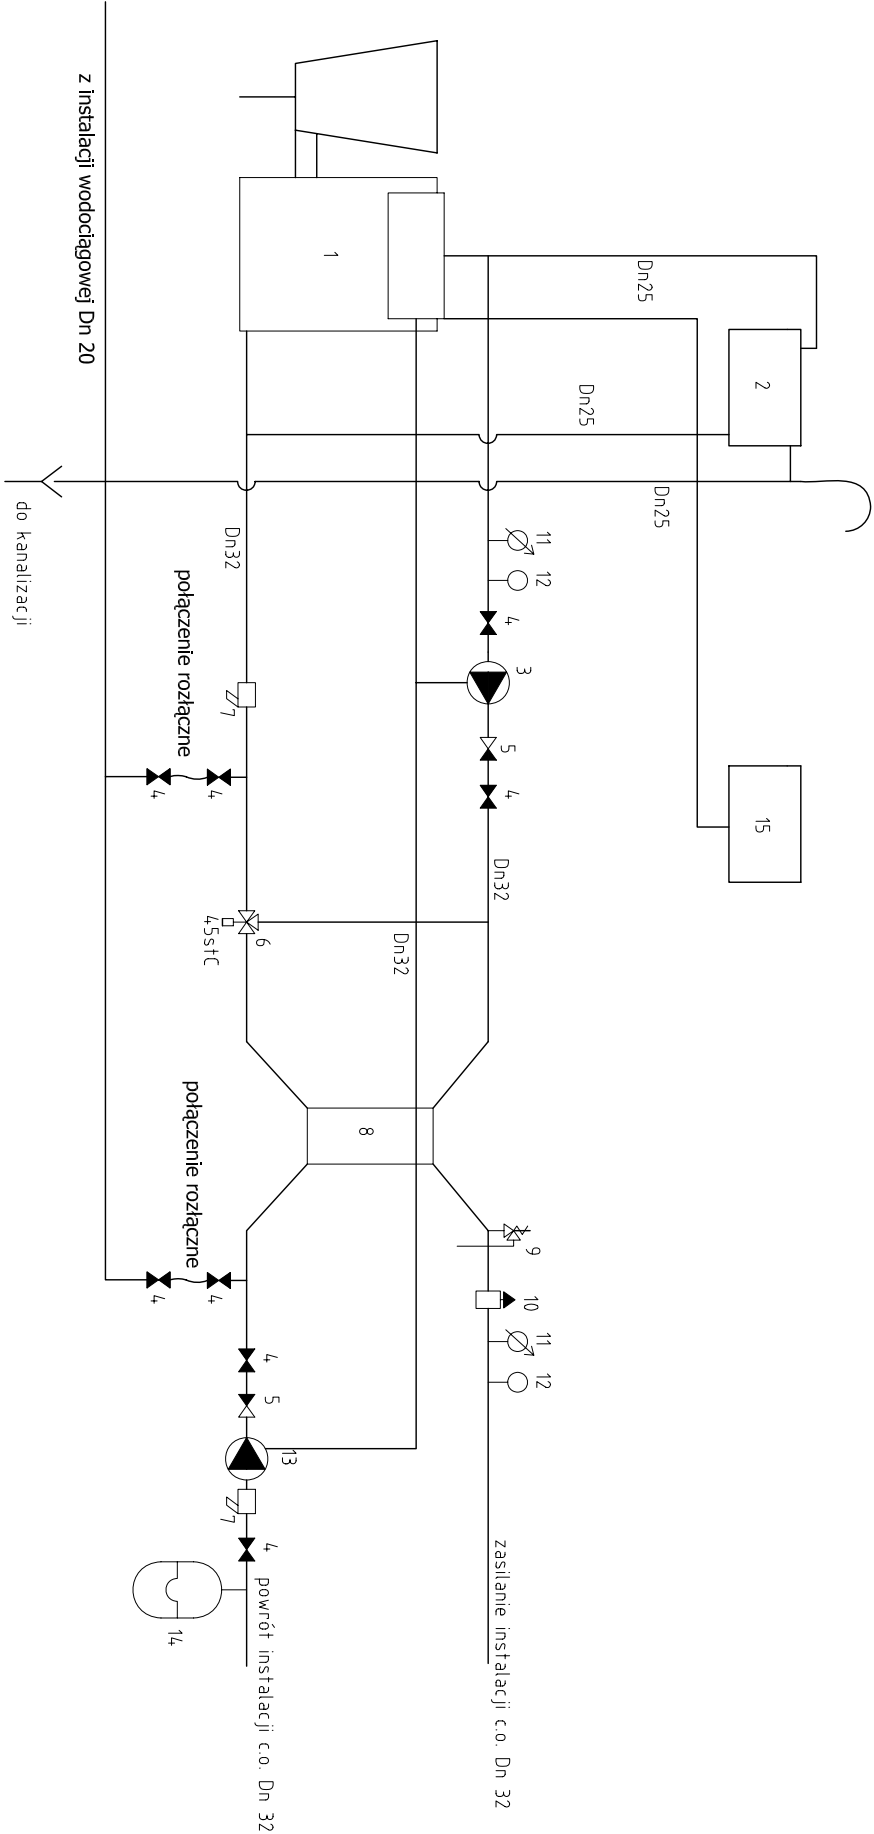 2
15
Dn25
Dn25
Dn25
11
12
11
12
9
10
3
4
5
4
Dn32
zasilanie instalacji c.o. Dn 32
Dn32
8
1
13
6
4
5
4
powrót instalacji c.o. Dn 32
Dn32
7
7
4
4
45stC
połączenie rozłączne
połączenie rozłączne
14
4
4
z instalacji wodociągowej Dn 20
do kanalizacji